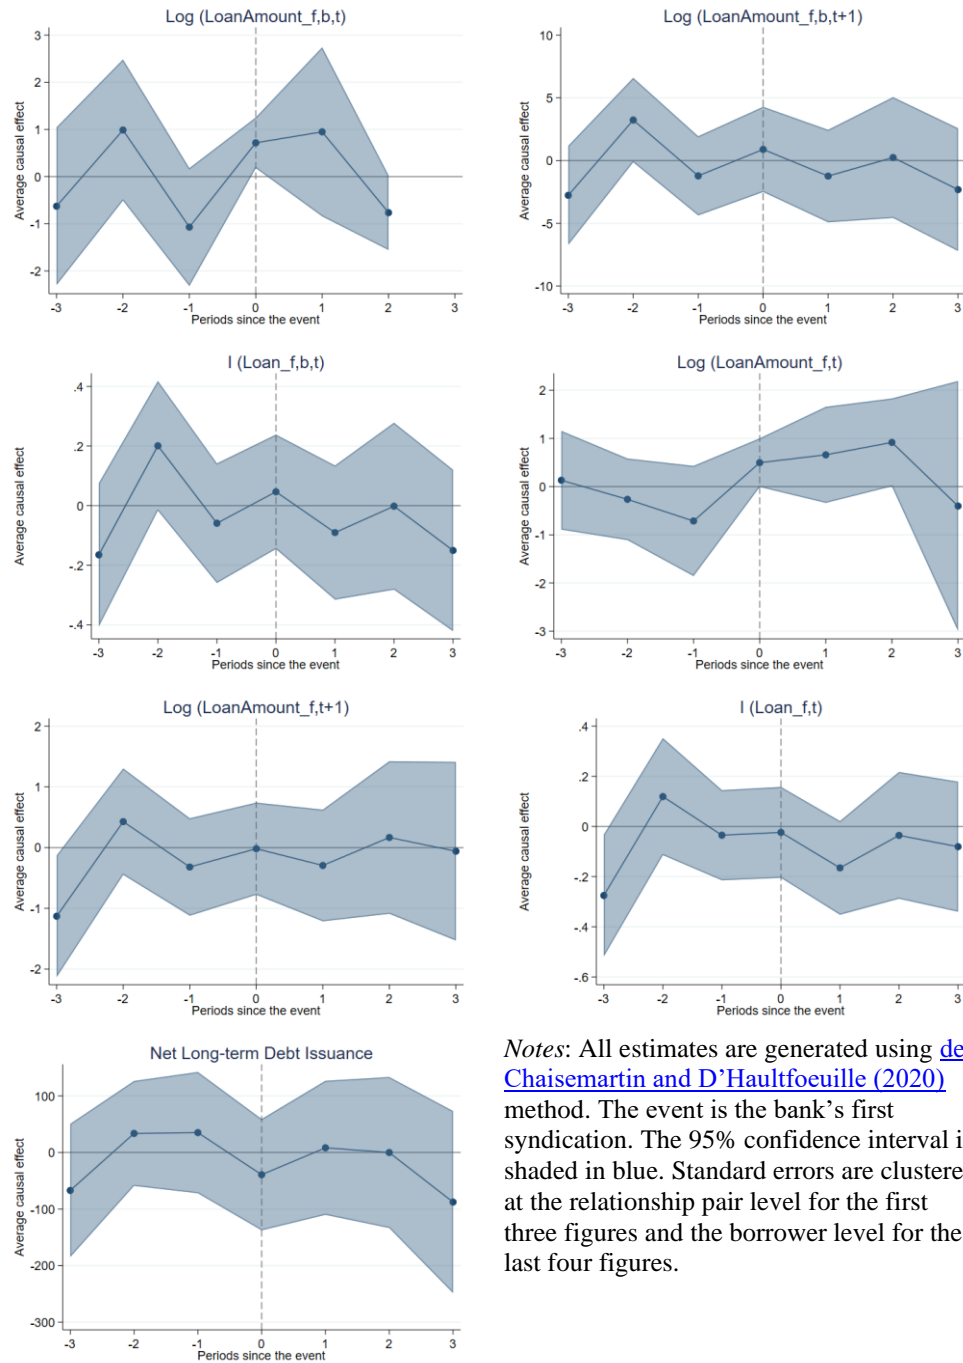 Log (LoanAmount_f,b,t)
3
2
1
0
-1
-2
Average causal effect
-3 -2 -1 0 1 2 3
Periods since the event
Log (LoanAmount_f,b,t+1)
10
5
0
-5
-10
Average causal effect
-3 -2 -1 0 1 2 3
Periods since the event
I (Loan_f,b,t)
.4
.2
0
-.2
-.4
Average causal effect
-3 -2 -1 0 1 2 3
Periods since the event
Log (LoanAmount_f,t)
2
1
0
-1
-2
-3
Average causal effect
-3 -2 -1 0 1 2 3
Periods since the event
Log (LoanAmount_f,t+1)
2
1
0
-1
-2
Average causal effect
-3 -2 -1 0 1 2 3
Periods since the event
I (Loan_f,t)
.4
.2
0
-.2
-.4
-.6
Average causal effect
-3 -2 -1 0 1 2 3
Periods since the event
Net Long-term Debt Issuance
100
0
-100
-200
-300
Average causal effect
-3 -2 -1 0 1 2 3
Periods since the event
Notes: All estimates are generated using de
Chaisemartin and D’Haultfoeuille (2020)
method. The event is the bank’s first
syndication. The 95% confidence interval i
shaded in blue. Standard errors are clustere
at the relationship pair level for the first
three figures and the borrower level for the
last four figures.